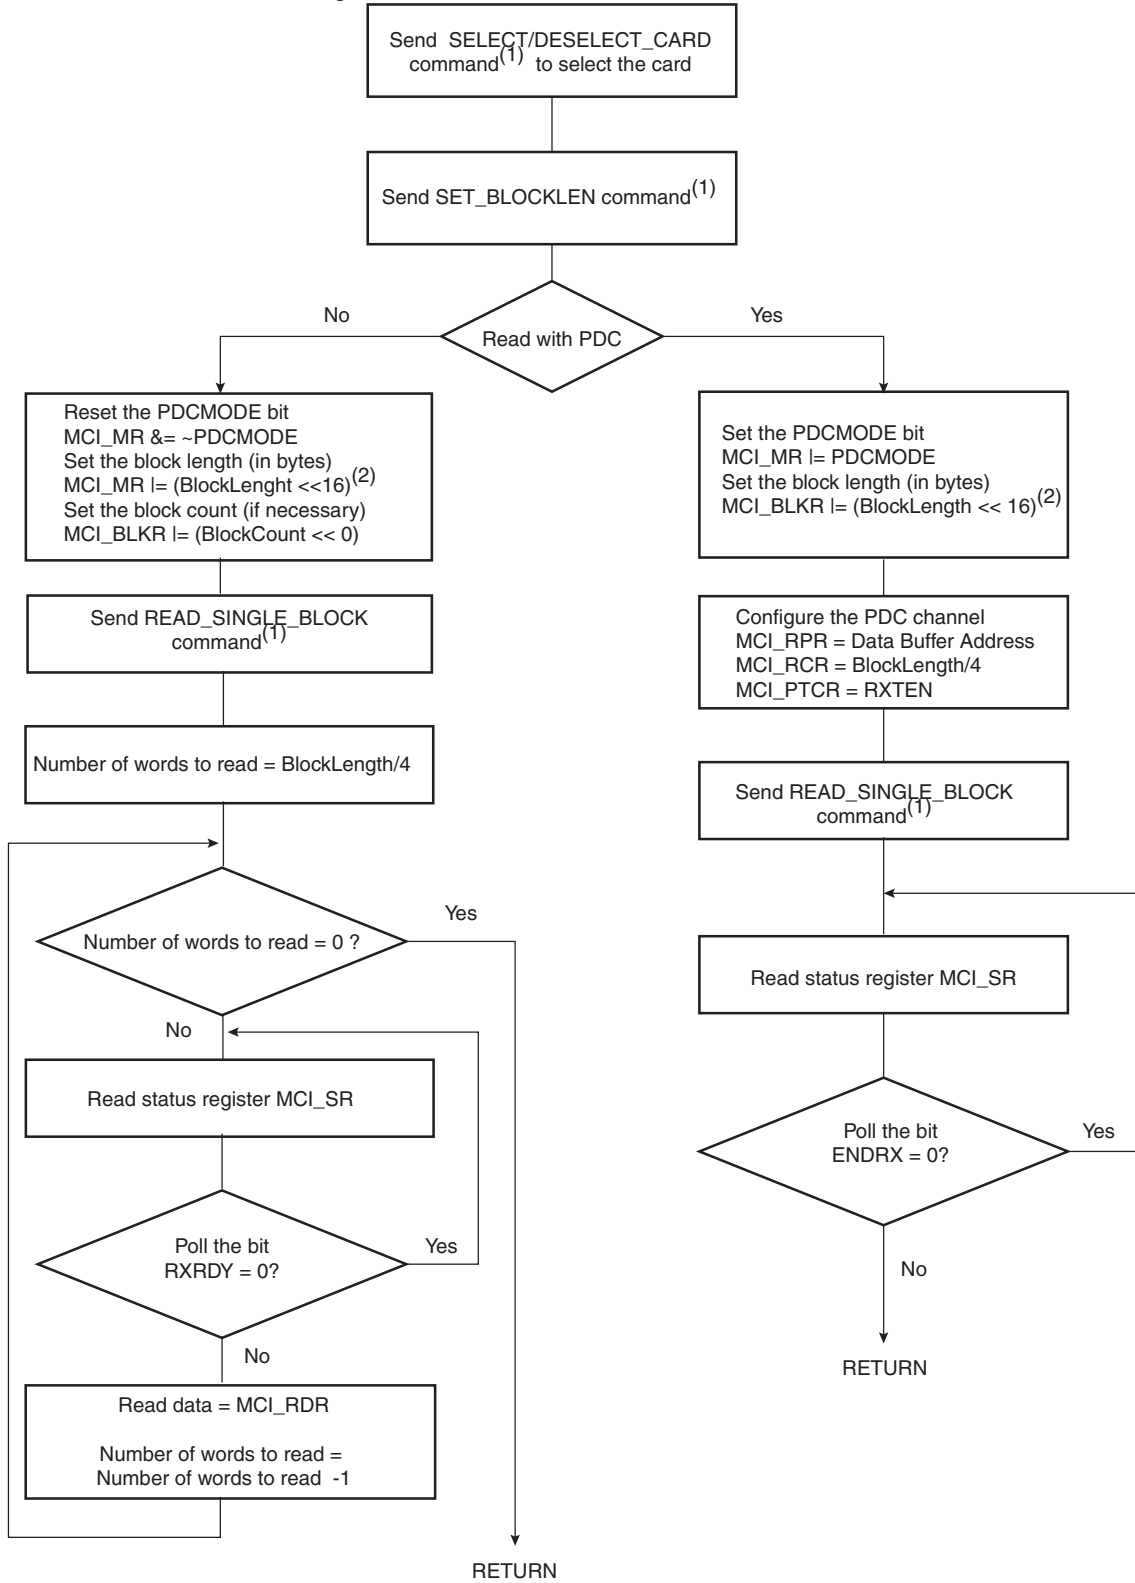 Send SELECT/DESELECT_CARD
command(1) to select the card
Send SET_BLOCKLEN command(1)
No
Read with PDC
Yes
Reset the PDCMODE bit
MCI_MR &= ~PDCMODE
Set the block length (in bytes)
MCI_MR |= (BlockLenght <<16)(2)
Set the block count (if necessary)
MCI_BLKR |= (BlockCount << 0)
Send READ_SINGLE_BLOCK
command(1)
Number of words to read = BlockLength/4
Number of words to read = 0 ?
Yes
No
Read status register MCI_SR
Poll the bit
RXRDY = 0?
Yes
No
Read data = MCI_RDR
Number of words to read =
Number of words to read -1
RETURN
Set the PDCMODE bit
MCI_MR |= PDCMODE
Set the block length (in bytes)
MCI_BLKR |= (BlockLength << 16)(2)
Configure the PDC channel
MCI_RPR = Data Buffer Address
MCI_RCR = BlockLength/4
MCI_PTCR = RXTEN
Send READ_SINGLE_BLOCK
command(1)
Read status register MCI_SR
Poll the bit
ENDRX = 0?
Yes
No
RETURN